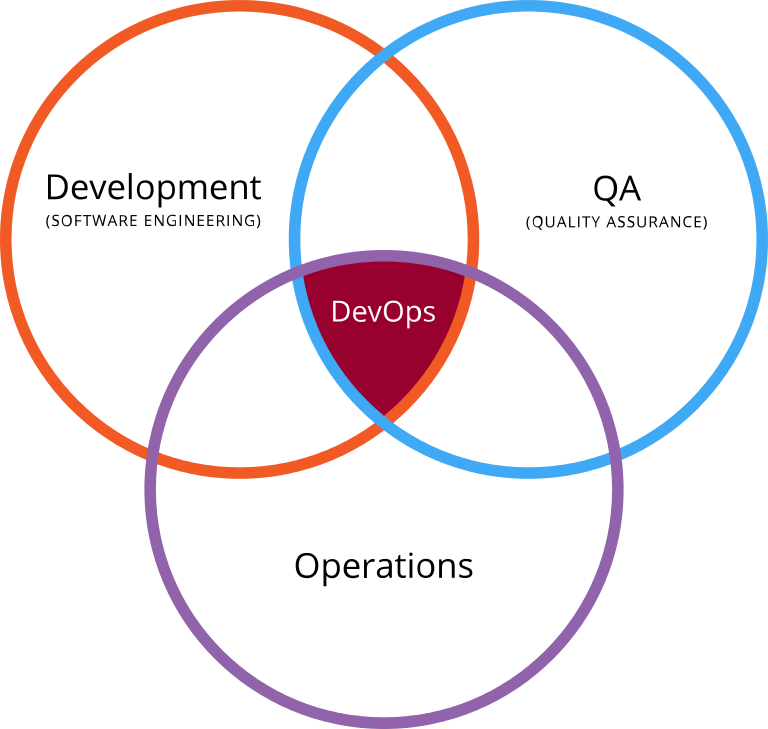 Development
(SOFTWARE ENGINEERING)
QA
(QUALITY ASSURANCE)
DevOps
Operations